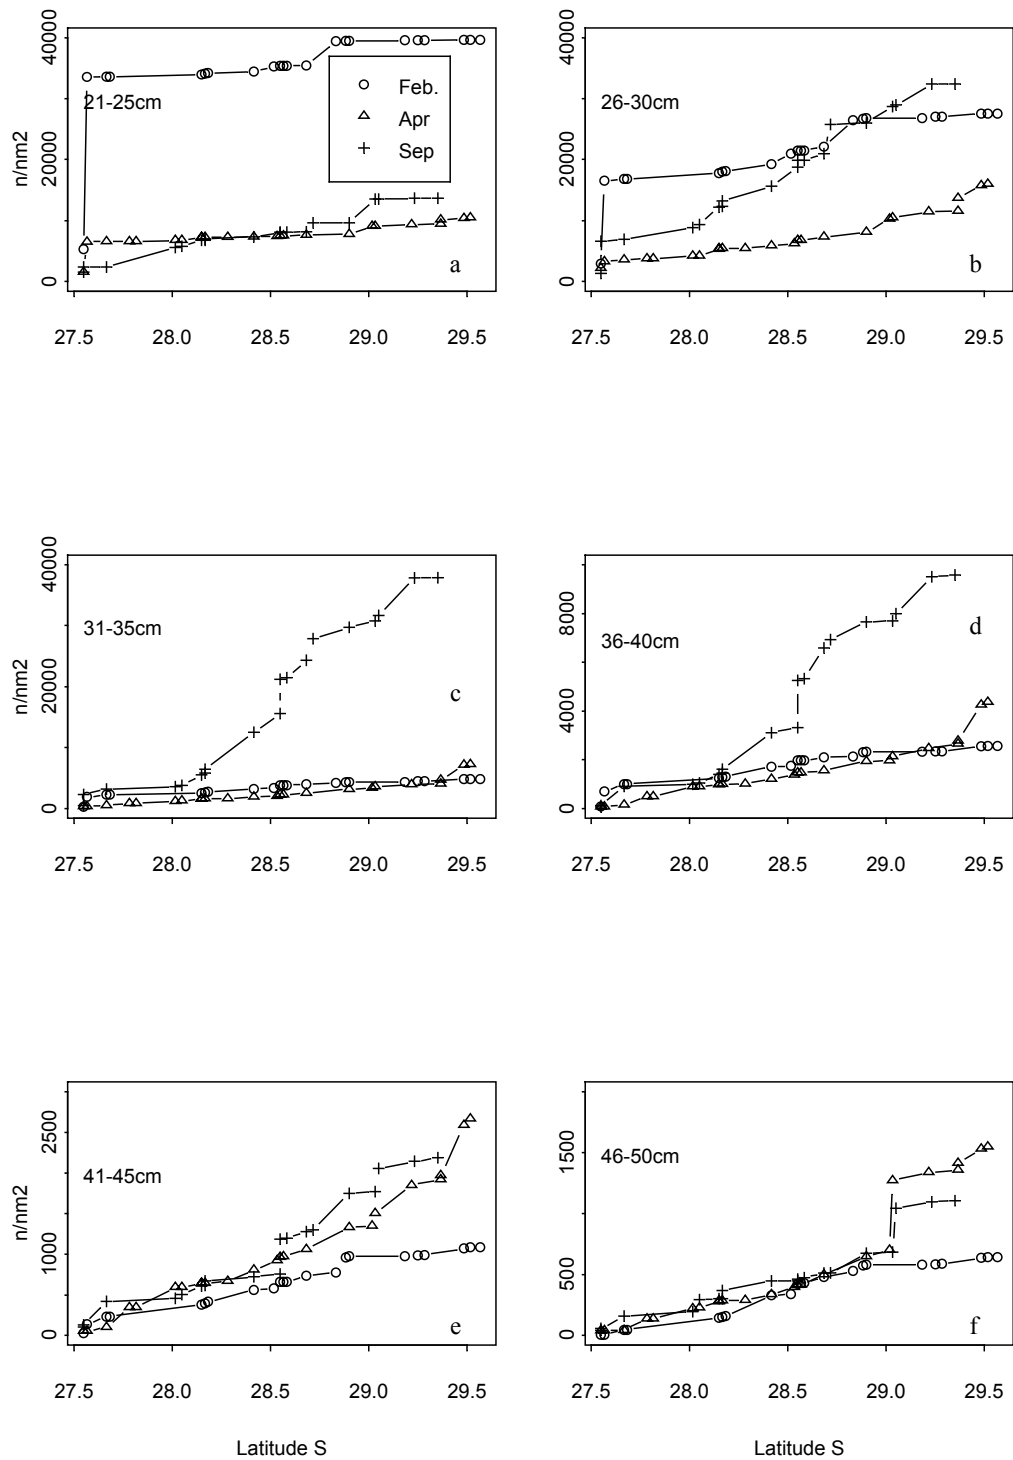 n/nm2
40000
20000
0
21-25cm
Feb.
Apr
Sep
a
27.5 28.0 28.5 29.0 29.5
40000
20000
0
26-30cm
b
27.5 28.0 28.5 29.0 29.5
n/nm2
40000
20000
0
31-35cm
c
27.5 28.0 28.5 29.0 29.5
8000
4000
0
36-40cm
d
27.5 28.0 28.5 29.0 29.5
n/nm2
2500
1000
0
41-45cm
e
27.5 28.0 28.5 29.0 29.5
Latitude S
1500
500
0
46-50cm
f
27.5 28.0 28.5 29.0 29.5
Latitude S